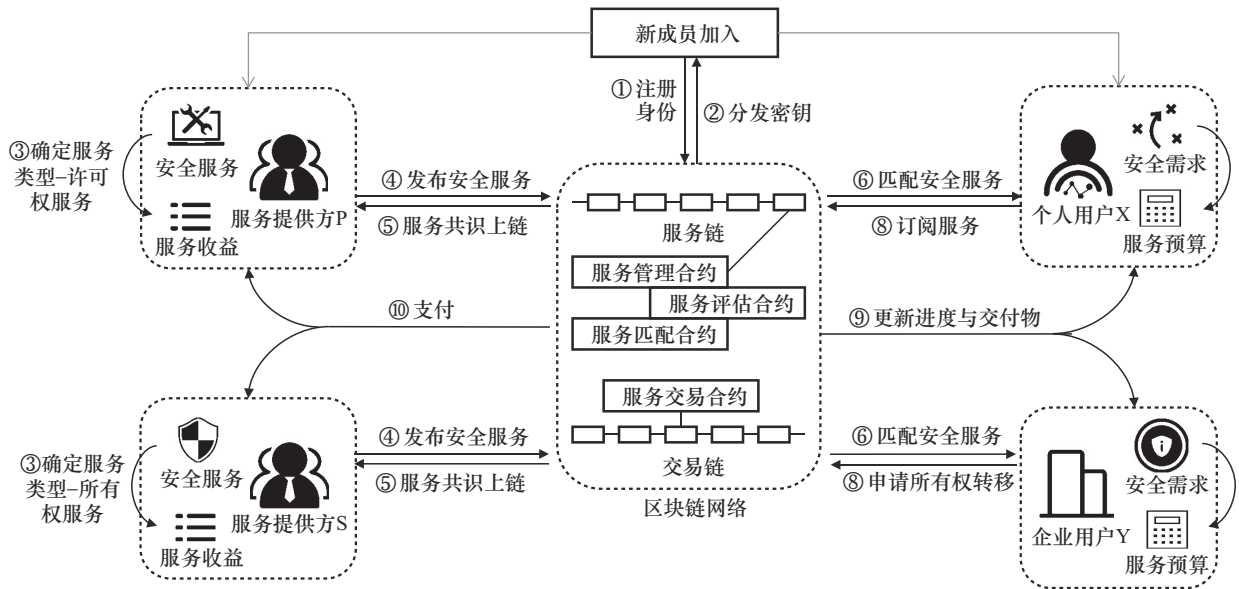 新成员加入
①注册
身份
②分发密钥
③确定服务
类型–许可
权服务
安全服务
服务提供方P
服务收益
④发布安全服务
⑤服务共识上链
服务链
服务管理合约
服务评估合约
服务匹配合约
服务交易合约
交易链
区块链网络
⑥匹配安全服务
⑧订阅服务
安全需求
个人用户X
服务预算
⑩支付
⑨更新进度与交付物
③确定服务
类型–所有
权服务
安全服务
服务提供方S
服务收益
④发布安全服务
⑤服务共识上链
⑥匹配安全服务
⑧申请所有权转移
安全需求
企业用户Y
服务预算